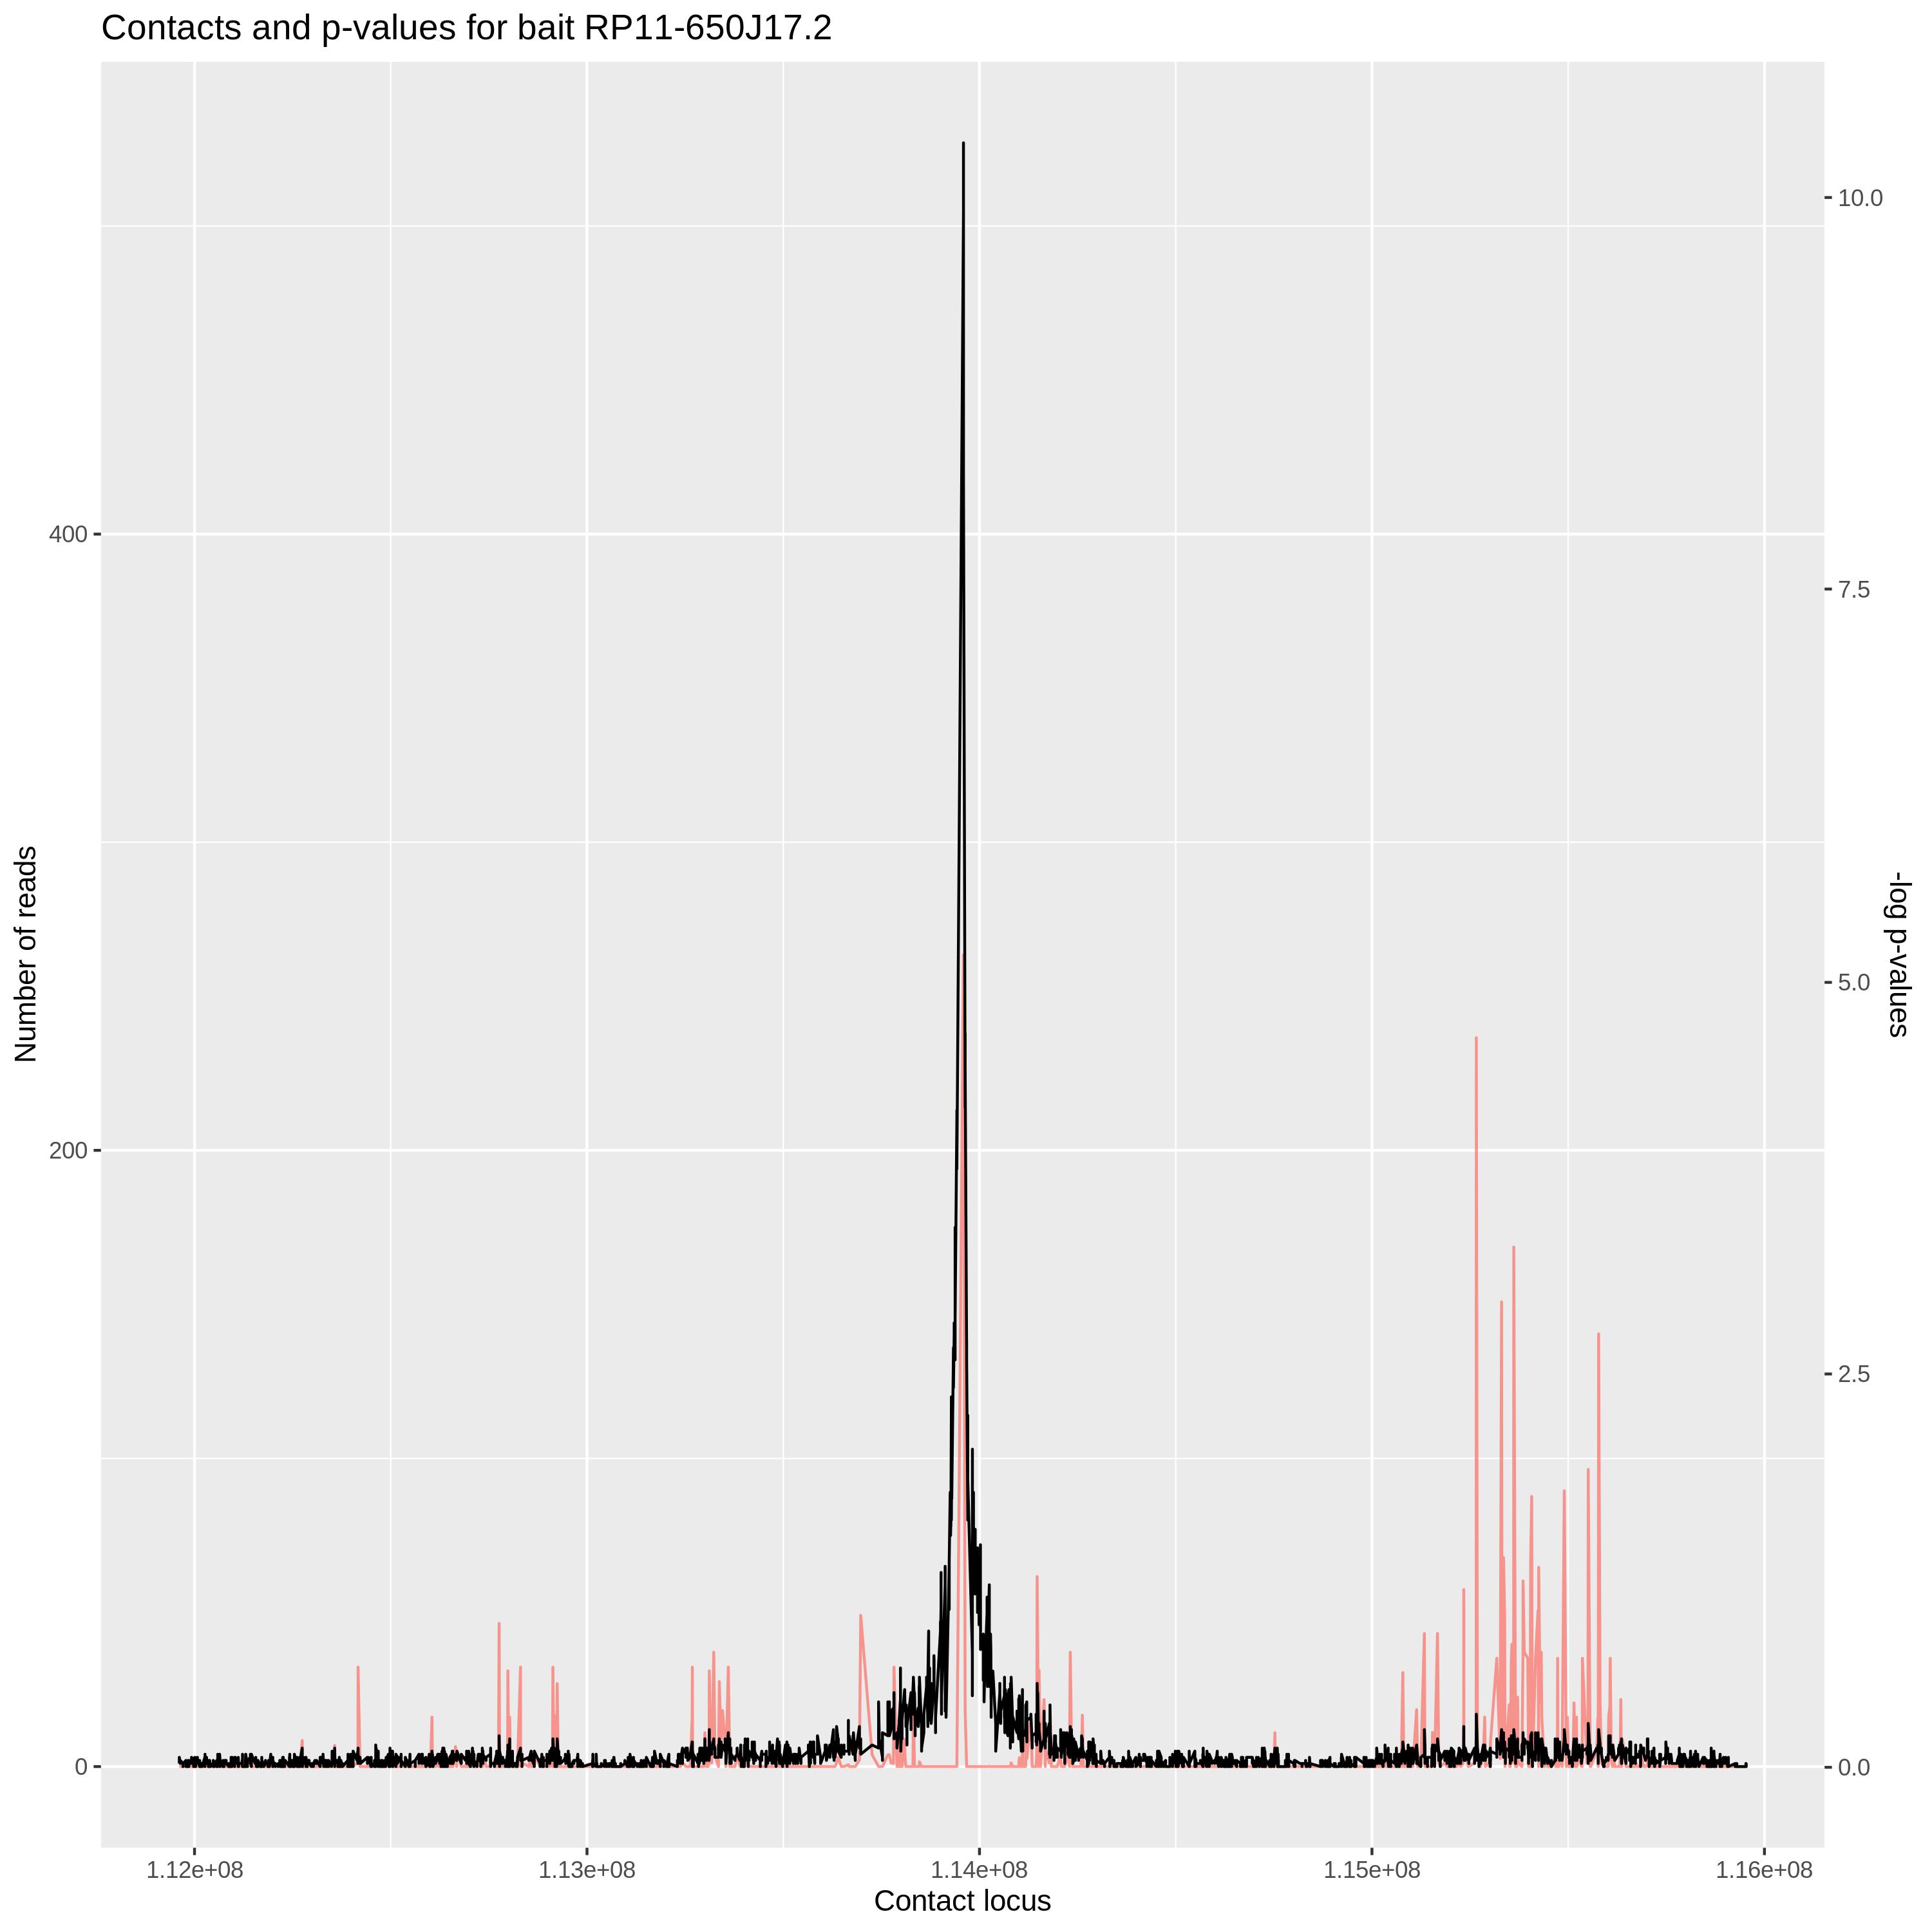 Contacts and p-values for bait RP11-650J17.2
Number of reads
400
200
0
10.0
7.5
5.0
2.5
0.0
-log p-values
1.12e+08 1.13e+08 1.14e+08 1.15e+08 1.16e+08
Contact locus